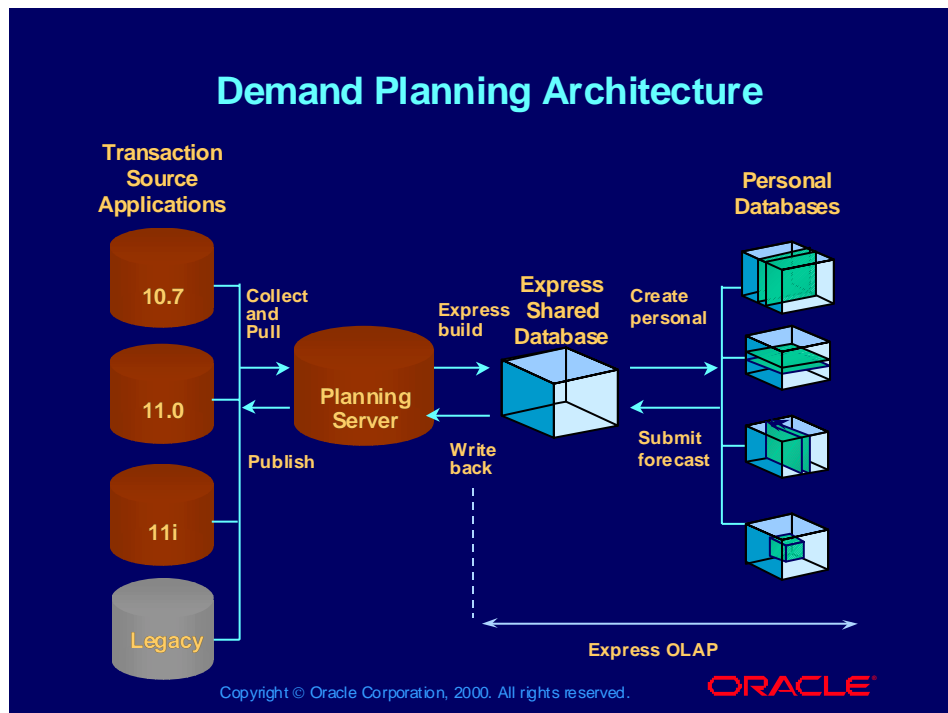 Demand Planning Architecture
Transaction
Source
Applications
10.7
11.0
11i
Legacy
Collect
and
Pull
Publish
Planning
Server
Express
build
Write
back
Express
Shared
Database
Create
personal
Submit
forecast
Personal
Databases
Express OLAP
Copyright © Oracle Corporation, 2000. All rights reserved.
ORACLE®